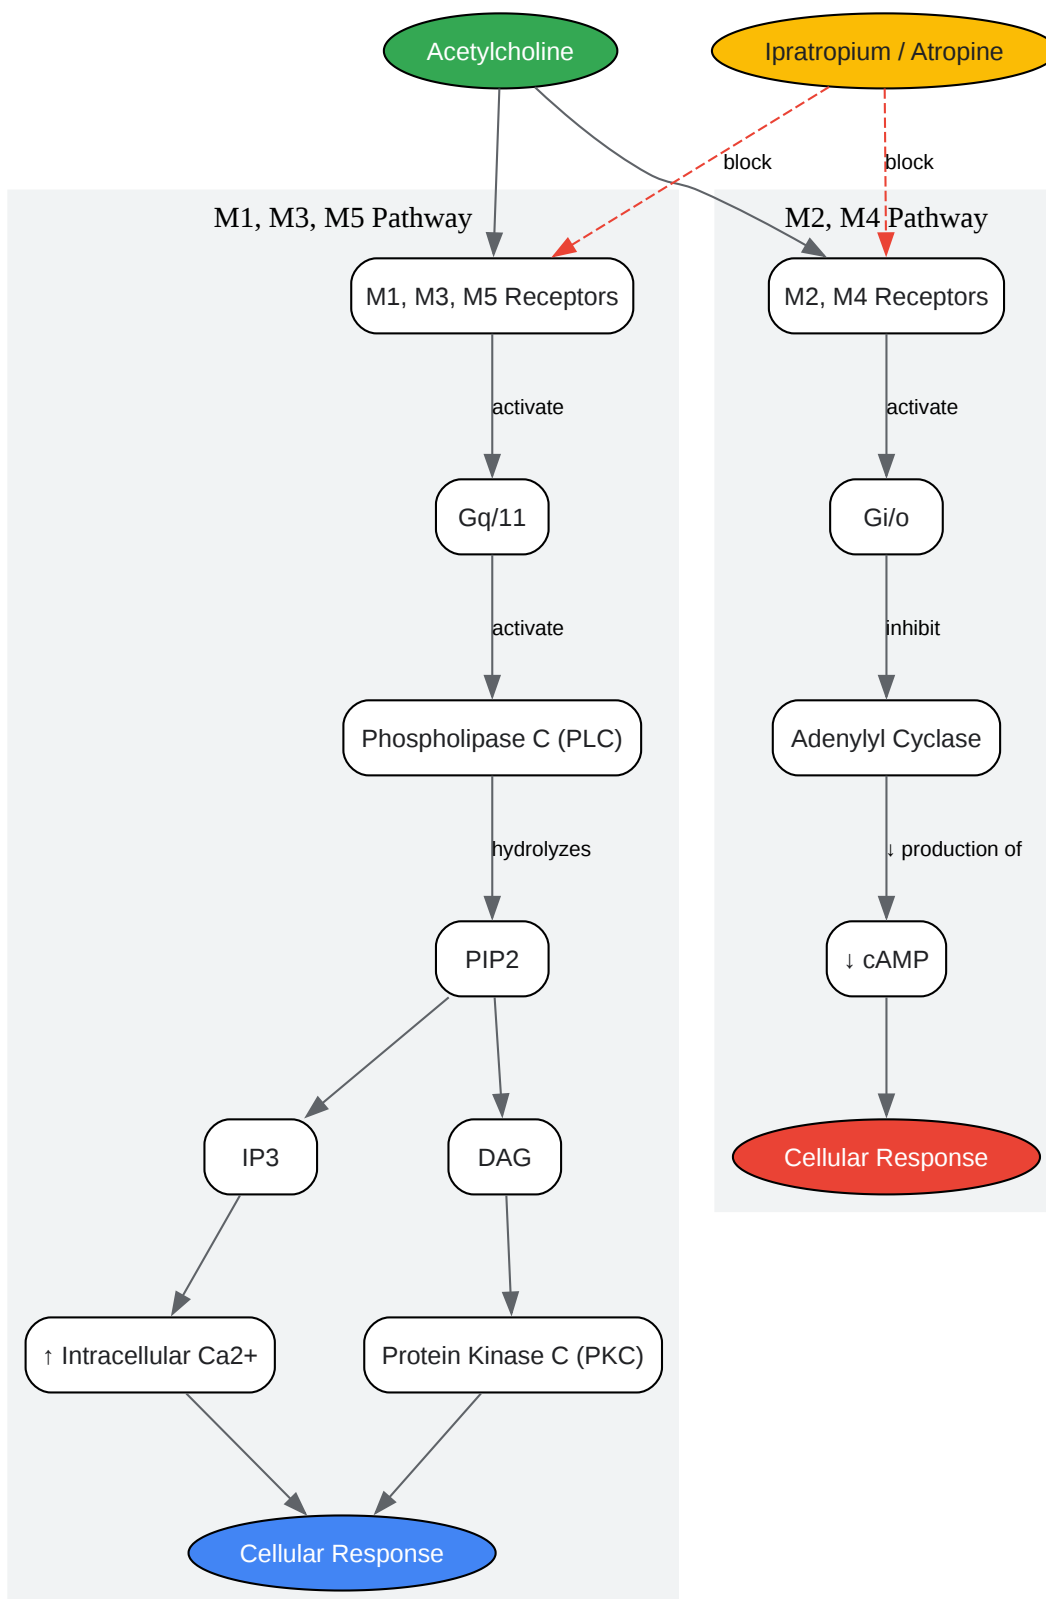 Acetylcholine
Ipratropium / Atropine
block
block
M1, M3, M5 Pathway
M2, M4 Pathway
M1, M3, M5 Receptors
M2, M4 Receptors
activate
activate
Gq/11
Gi/o
activate
inhibit
Phospholipase C (PLC)
Adenylyl Cyclase
hydrolyzes
↓ production of
PIP2
↓ cAMP
IP3
DAG
Cellular Response
↑ Intracellular Ca2+
Protein Kinase C (PKC)
Cellular Response